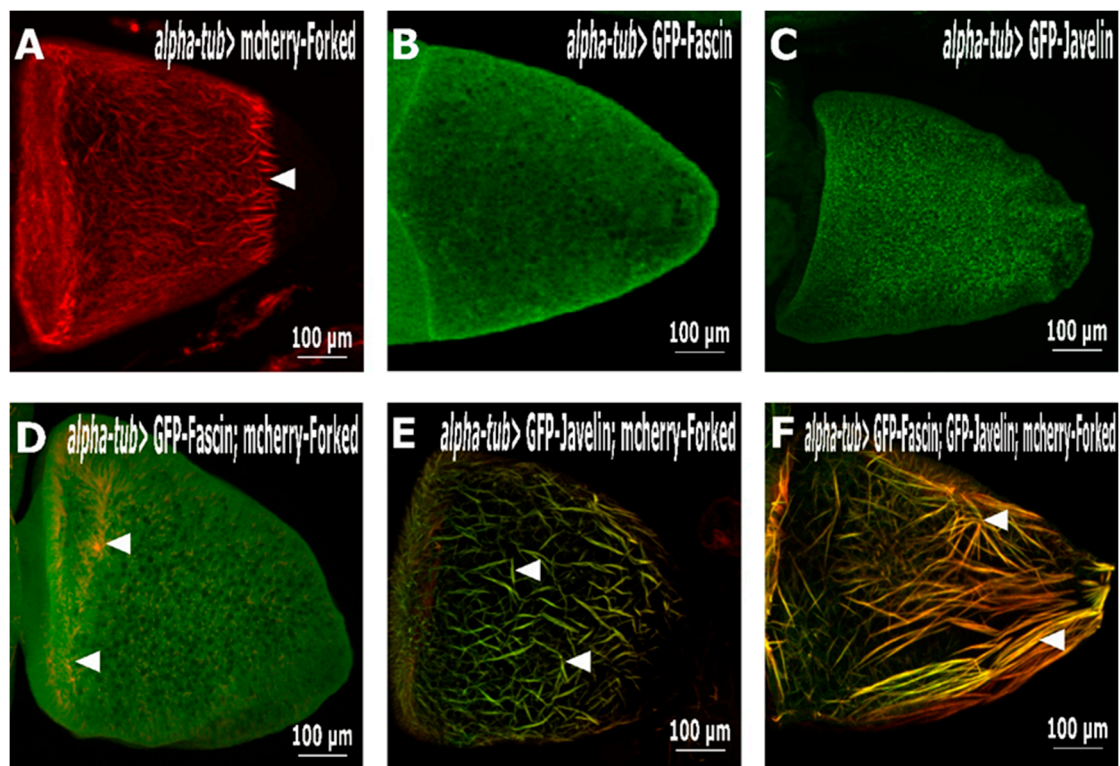 A alpha-tub> mcherry-Forked
100 µm
B alpha-tub> GFP-Fascin
100 µm
C alpha-tub> GFP-Javelin
100 µm
D alpha-tub> GFP-Fascin; mcherry-Forked
100 µm
E alpha-tub> GFP-Javelin; mcherry-Forked
100 µm
F alpha-tub> GFP-Fascin; GFP-Javelin; mcherry-Forked
100 µm